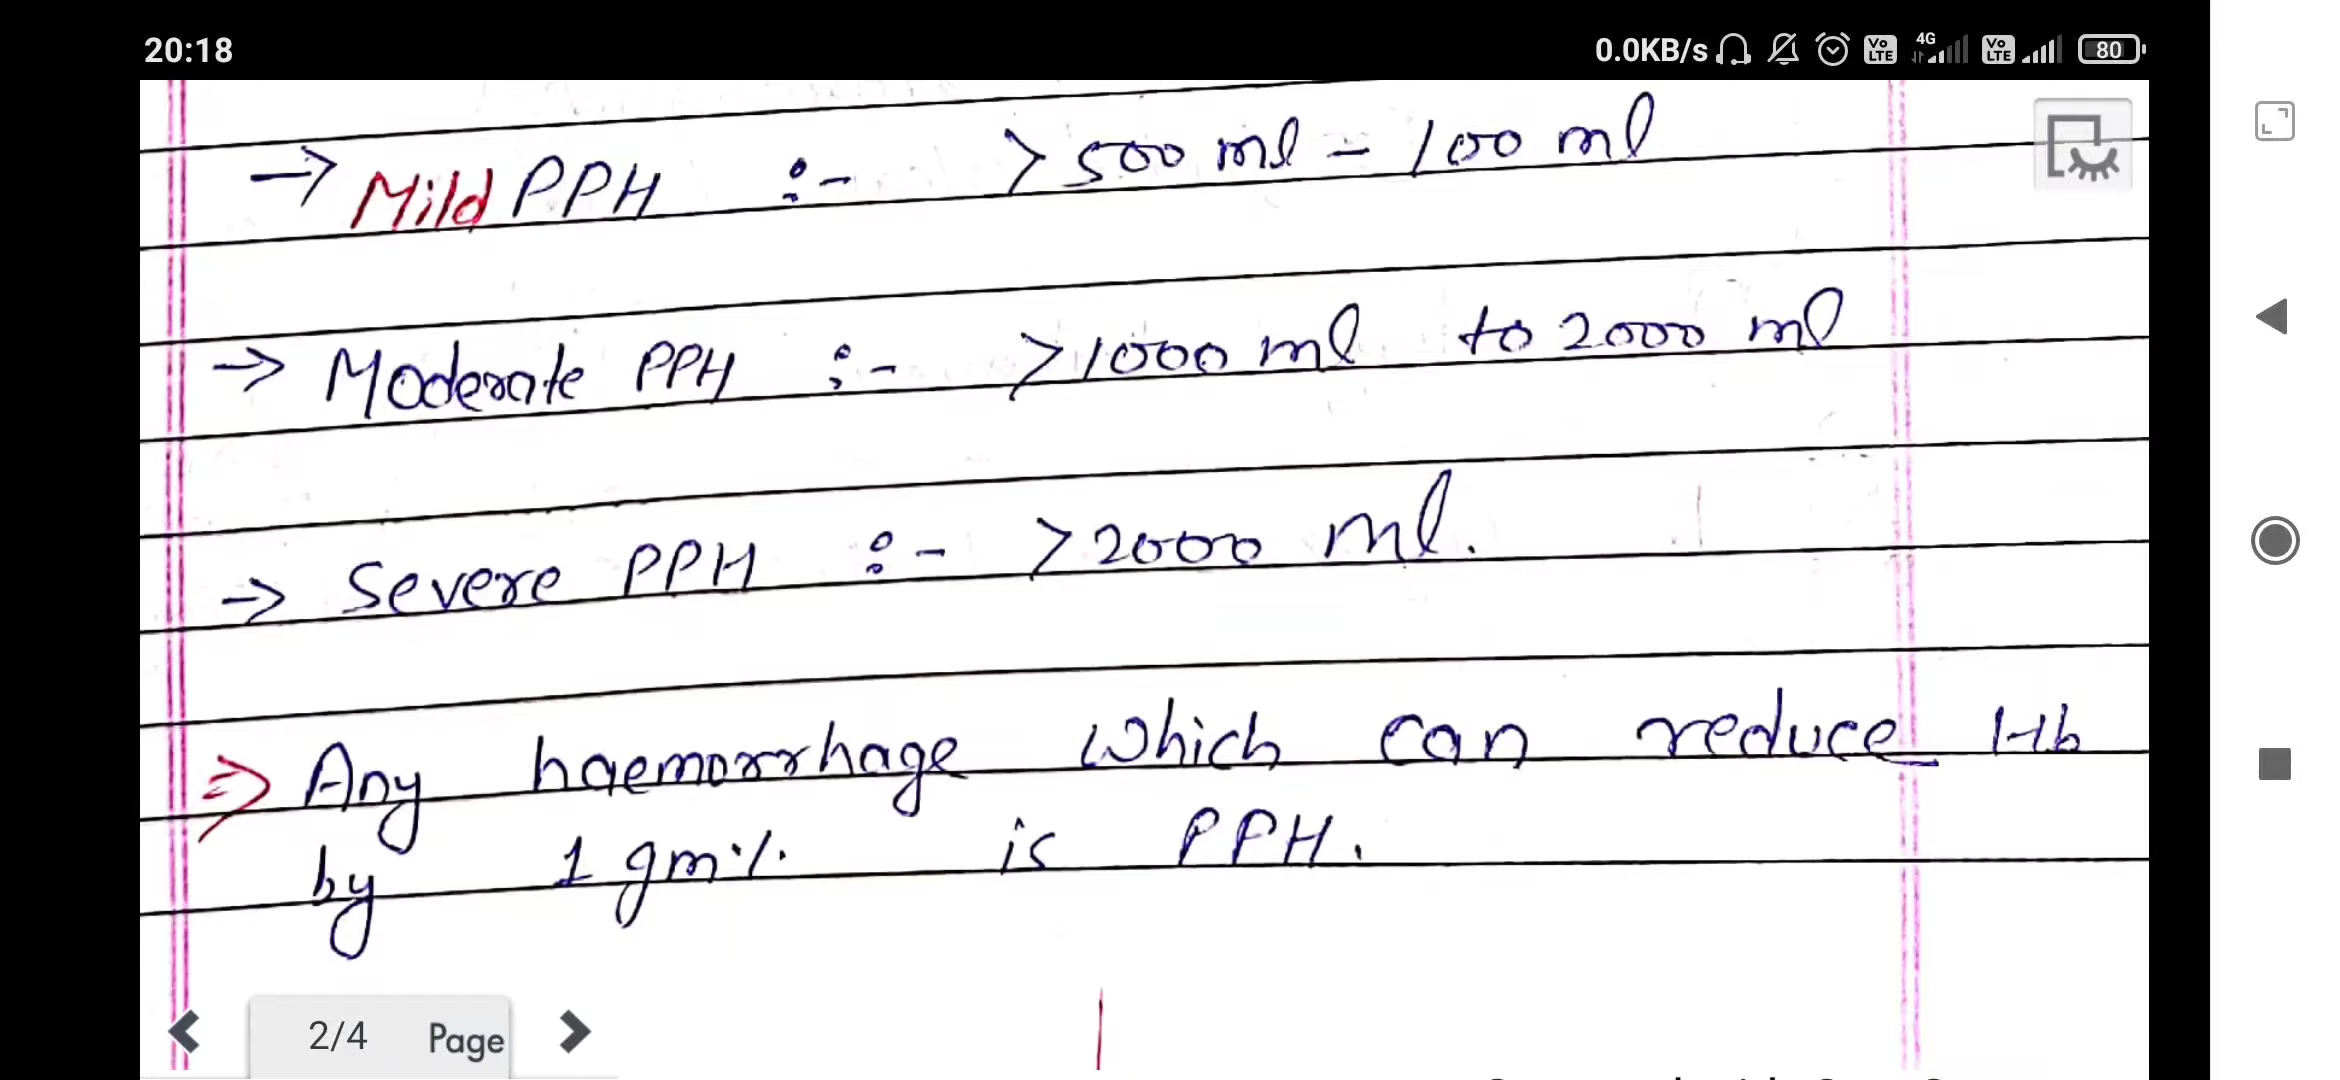 20:18 0.0KB/s 4G 80
→ Mild PPH :- > 500 ml - 100 ml
→ Moderate PPH :- > 1000 ml to 2000 ml
→ Severe PPH :- > 2000 ml.
⇒ Any haemorrhage which can reduce Hb
by 1 gm % is PPH.
2/4 Page